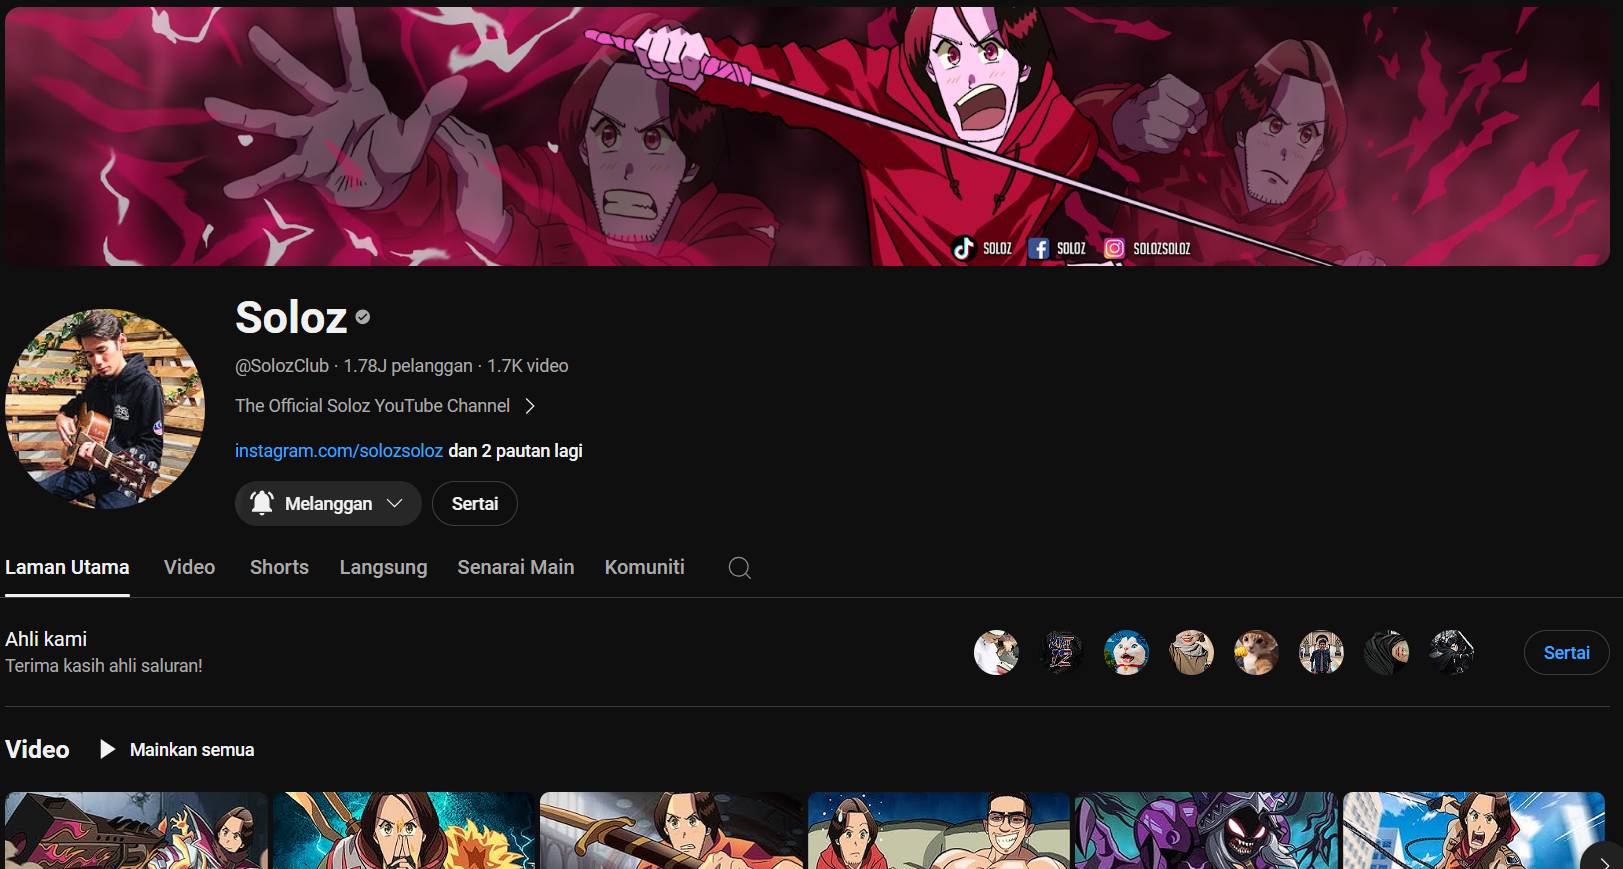 SOLOZ SOLOZ SOLOZSOLOZ
Soloz
@SolozClub · 1.78J pelanggan · 1.7K video
The Official Soloz YouTube Channel
instagram.com/solozsoloz dan 2 pautan lagi
Melanggan Sertai
Laman Utama Video Shorts Langsung Senarai Main Komuniti
Ahli kami
Terima kasih ahli saluran!
Sertai
Video Mainkan semua